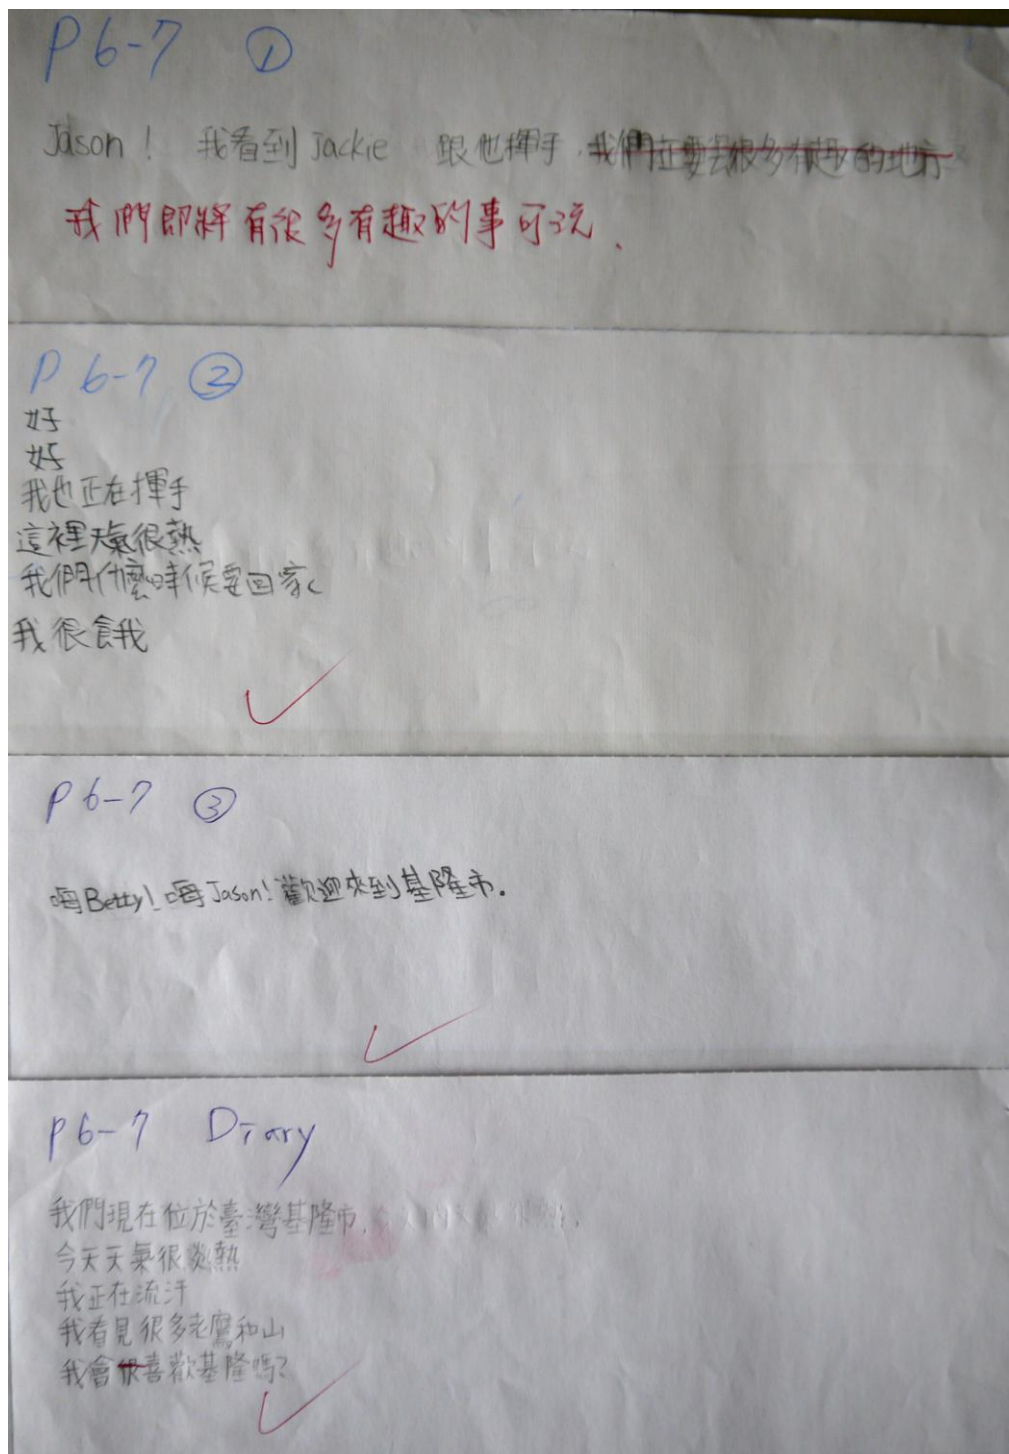 P 6-7 ①
Jason! 我看到 Jackie 跟他揮手. 我們正要去很多有趣的地方
我們即將有很多有趣的事可玩.
P 6-7 ②
好
好
我也正在揮手
這裡天氣很熱
我們什麼時候要回家
我很餓
P 6-7 ③
嗨Betty! 嗨Jason! 歡迎來到基隆市.
P 6-7 Diary
我們現在位於臺灣基隆市.
今天天氣很炎熱
我正在流汗
我看見很多老鷹和山
我會很喜歡基隆嗎?